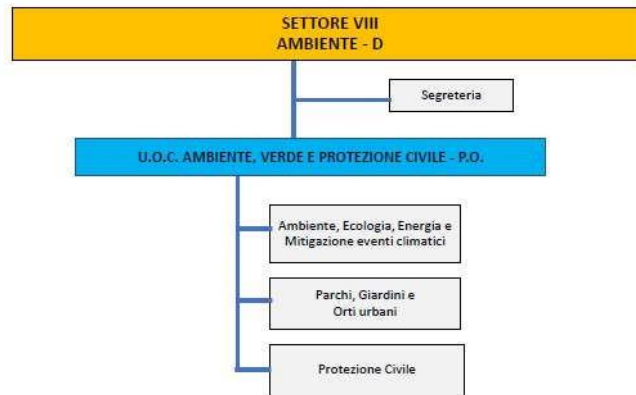 SETTORE VIII
AMBIENTE - D
Segreteria
U.O.C. AMBIENTE, VERDE E PROTEZIONE CIVILE - P.O.
Ambiente, Ecologia, Energia e
Mitigazione eventi climatici
Parchi, Giardini e
Orti urbani
Protezione Civile